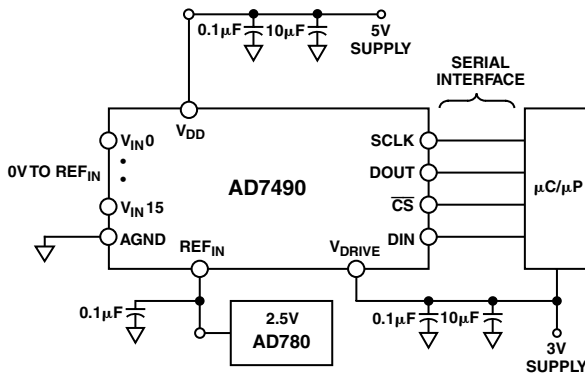 0.1µF 10µF 5V
SUPPLY
SERIAL
INTERFACE
V_DD
V_IN0
SCLK
0V TO REF_IN
AD7490
DOUT
µC/µP
CS
V_IN15
DIN
AGND
REF_IN
V_DRIVE
0.1µF
2.5V
AD780
0.1µF 10µF
3V
SUPPLY